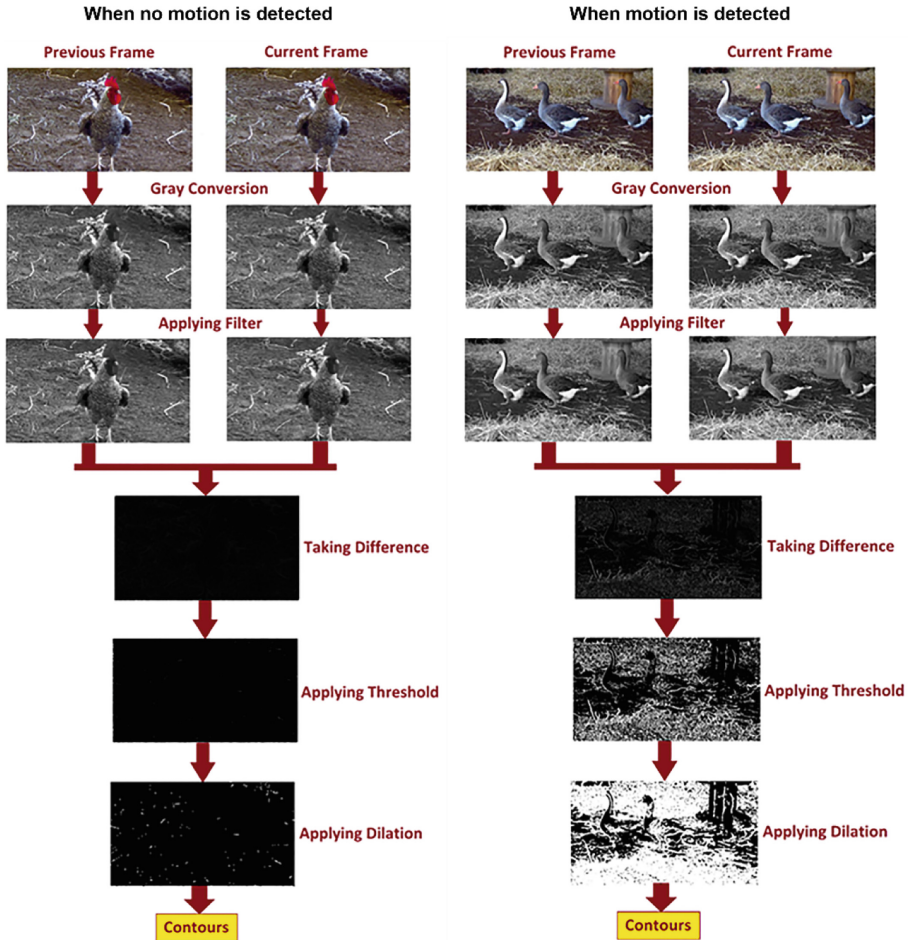 When no motion is detected
Previous Frame
Current Frame
Gray Conversion
Applying Filter
Taking Difference
Applying Threshold
Applying Dilation
Contours
When motion is detected
Previous Frame
Current Frame
Gray Conversion
Applying Filter
Taking Difference
Applying Threshold
Applying Dilation
Contours